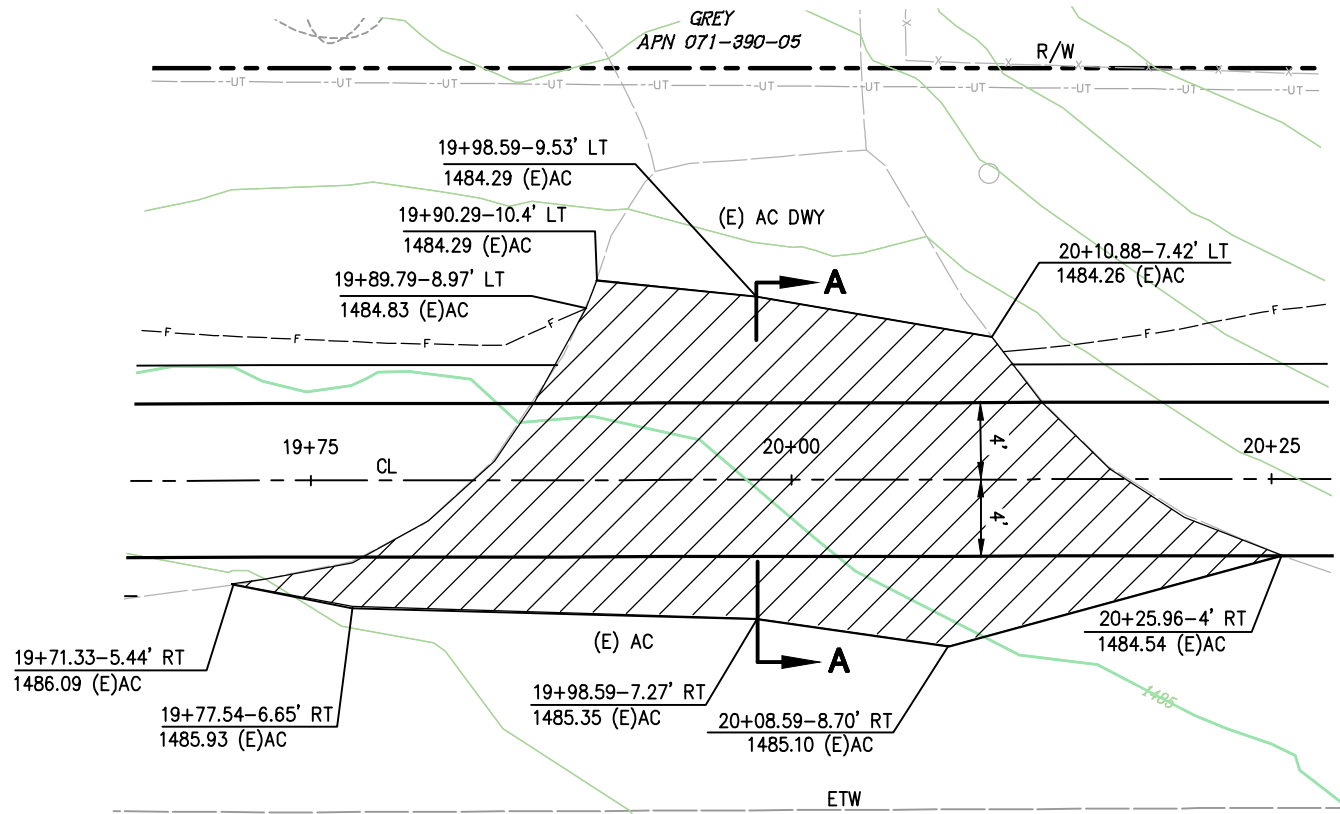 GREY
APN 071-390-05
R/W
X
X X X X X X
UT UT UT UT UT UT UT UT UT UT UT
19+98.59-9.53' LT
1484.29 (E)AC
19+90.29-10.4' LT
1484.29 (E)AC
(E) AC DWY
20+10.88-7.42' LT
1484.26 (E)AC
19+89.79-8.97' LT
1484.83 (E)AC
A
F F F F F F
19+75
CL
20+00
4'
20+25
4'
19+71.33-5.44' RT
1486.09 (E)AC
(E) AC
A
20+25.96-4' RT
1484.54 (E)AC
19+98.59-7.27' RT
1485.35 (E)AC
1485
19+77.54-6.65' RT
1485.93 (E)AC
20+08.59-8.70' RT
1485.10 (E)AC
ETW